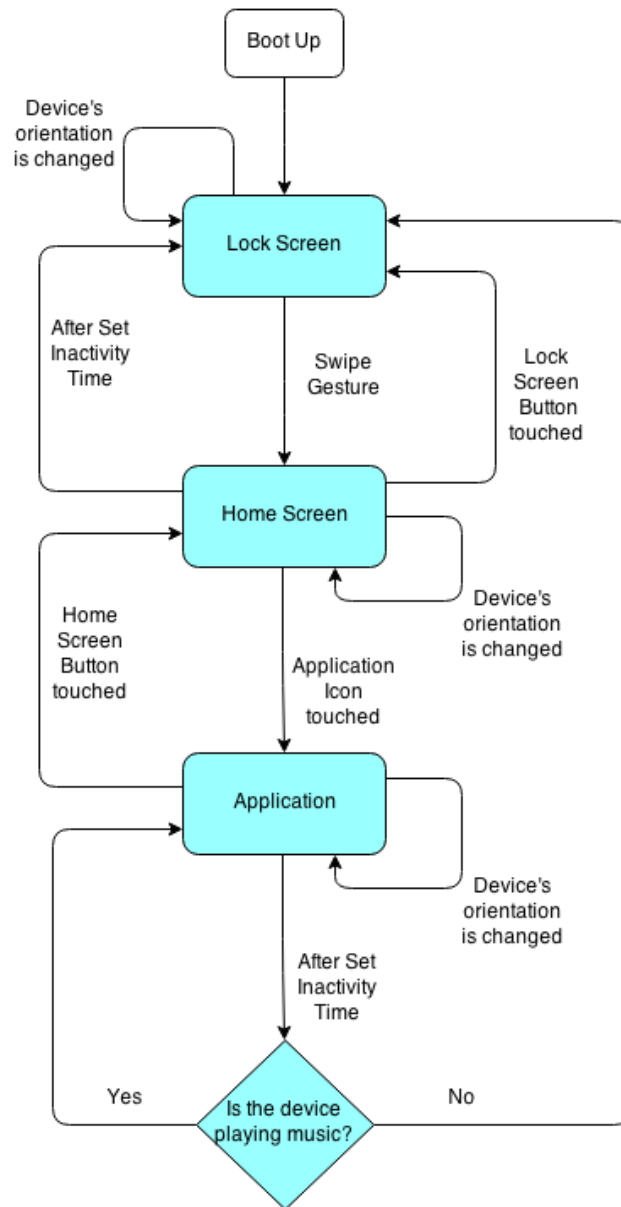 Boot Up
Device's
orientation
is changed
Lock Screen
After Set
Inactivity
Time
Swipe
Gesture
Lock
Screen
Button
touched
Home Screen
Device's
orientation
is changed
Home
Screen
Button
touched
Application
Icon
touched
Application
Device's
orientation
is changed
After Set
Inactivity
Time
Yes
Is the device
playing music?
No